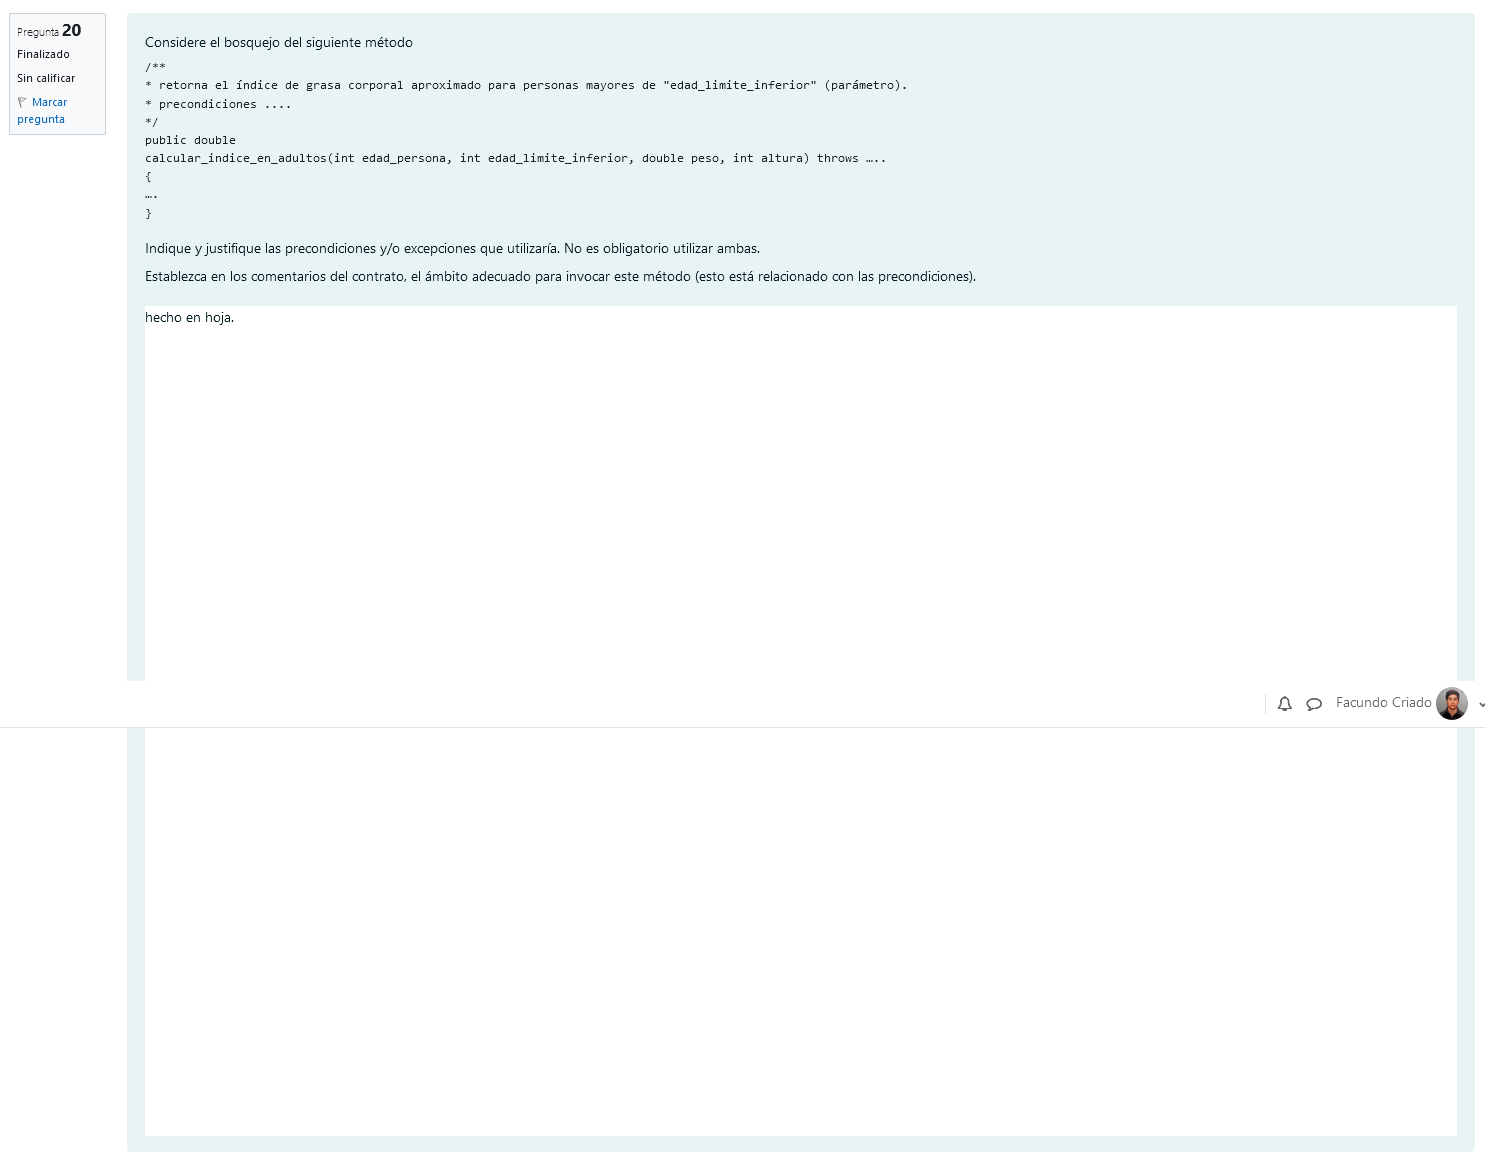 Pregunta 20
Finalizado
Sin calificar
Marcar
pregunta
Considere el bosquejo del siguiente método
/**
* retorna el índice de grasa corporal aproximado para personas mayores de "edad_limite_inferior" (parámetro).
* precondiciones ....
*/
public double
calcular_indice_en_adultos(int edad_persona, int edad_limite_inferior, double peso, int altura) throws …..
{
….
}
Indique y justifique las precondiciones y/o excepciones que utilizaría. No es obligatorio utilizar ambas.
Establezca en los comentarios del contrato, el ámbito adecuado para invocar este método (esto está relacionado con las precondiciones).
hecho en hoja.
Facundo Criado